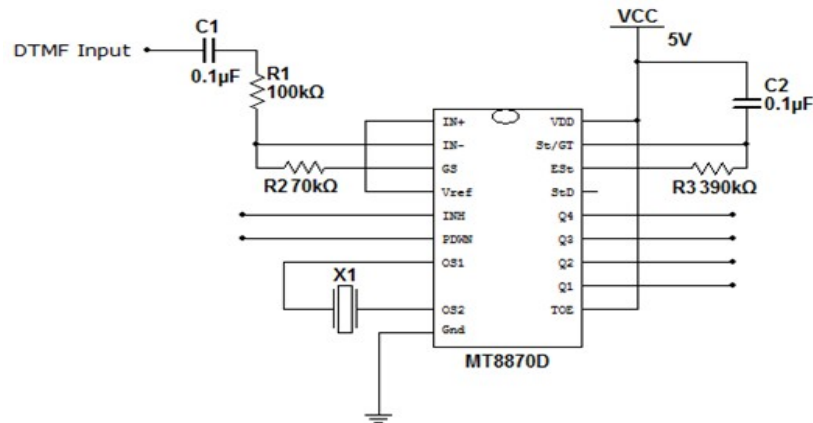 DTMF Input
C1
0.1µF
R1
100kΩ
R2 70kΩ
VCC
5V
C2
0.1µF
R3 390kΩ
IN+
IN-
GS
Vref
INH
PDWN
OS1
OS2
Gnd
VDD
St/GT
ESt
StD
Q4
Q3
Q2
Q1
TOE
X1
MT8870D